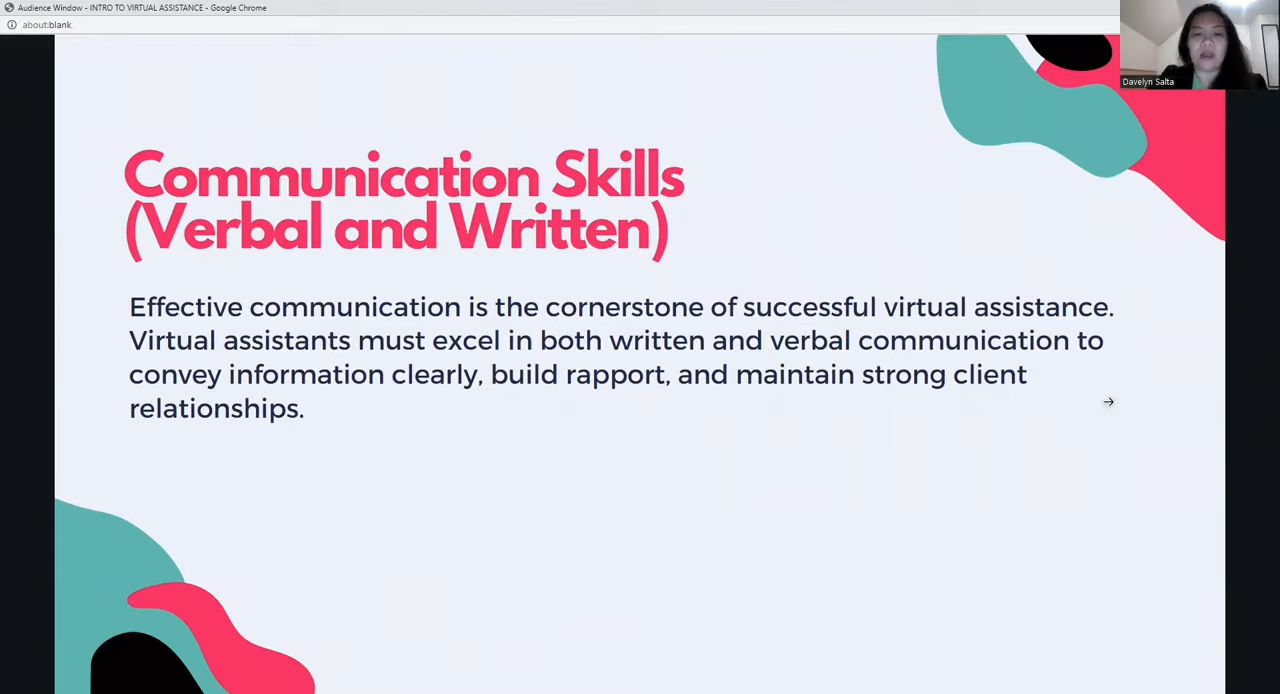 Audience Window - INTRO TO VIRTUAL ASSISTANCE - Google Chrome
about:blank
Davelyn Salta
Communication Skills
(Verbal and Written)
Effective communication is the cornerstone of successful virtual assistance.
Virtual assistants must excel in both written and verbal communication to
convey information clearly, build rapport, and maintain strong client
relationships.